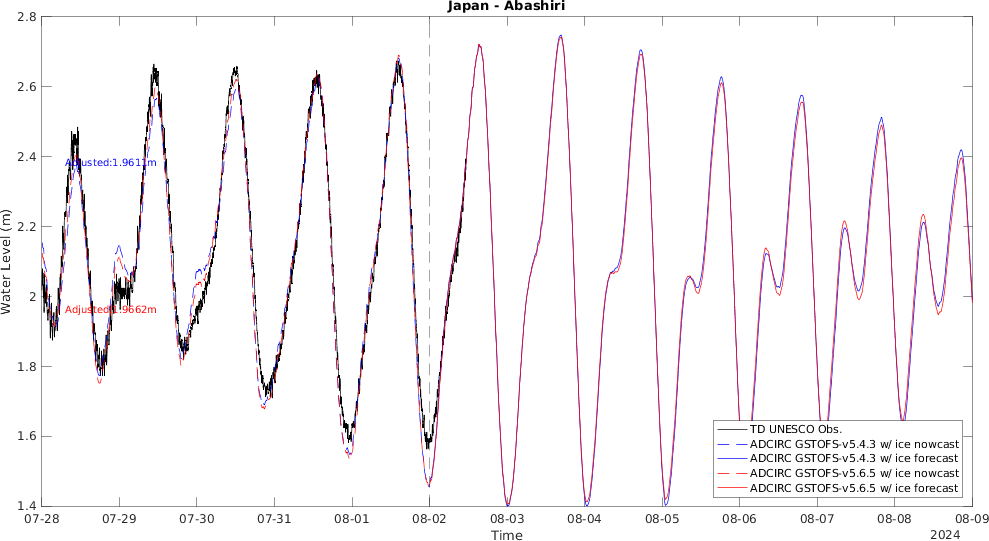 Japan - Abashiri
2.8
2.6
2.4
2.2
2
1.8
1.6
1.4
Water Level (m)
Adjusted:1.9611m
Adjusted:1.9662m
TD UNESCO Obs.
ADCIRC GSTOFS-v5.4.3 w/ ice nowcast
ADCIRC GSTOFS-v5.4.3 w/ ice forecast
ADCIRC GSTOFS-v5.6.5 w/ ice nowcast
ADCIRC GSTOFS-v5.6.5 w/ ice forecast
07-28 07-29 07-30 07-31 08-01 08-02 08-03 08-04 08-05 08-06 08-07 08-08 08-09
Time
2024